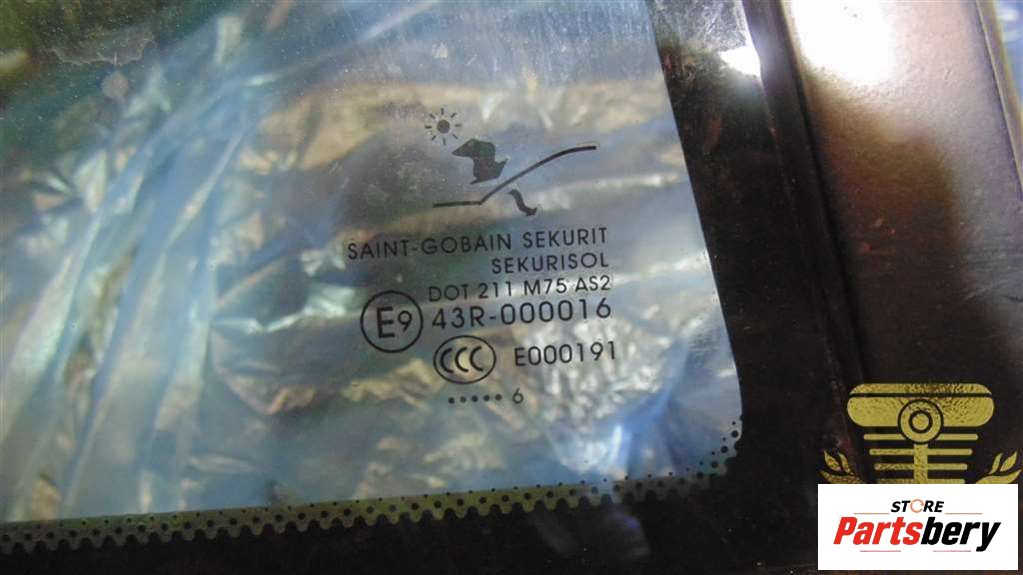 SAINT-GOBAIN SEKURIT
SEKURISOL
DOT 211 M75 AS2
E9 43R-000016
CCC E000191
..... 6
STORE
Partsbery